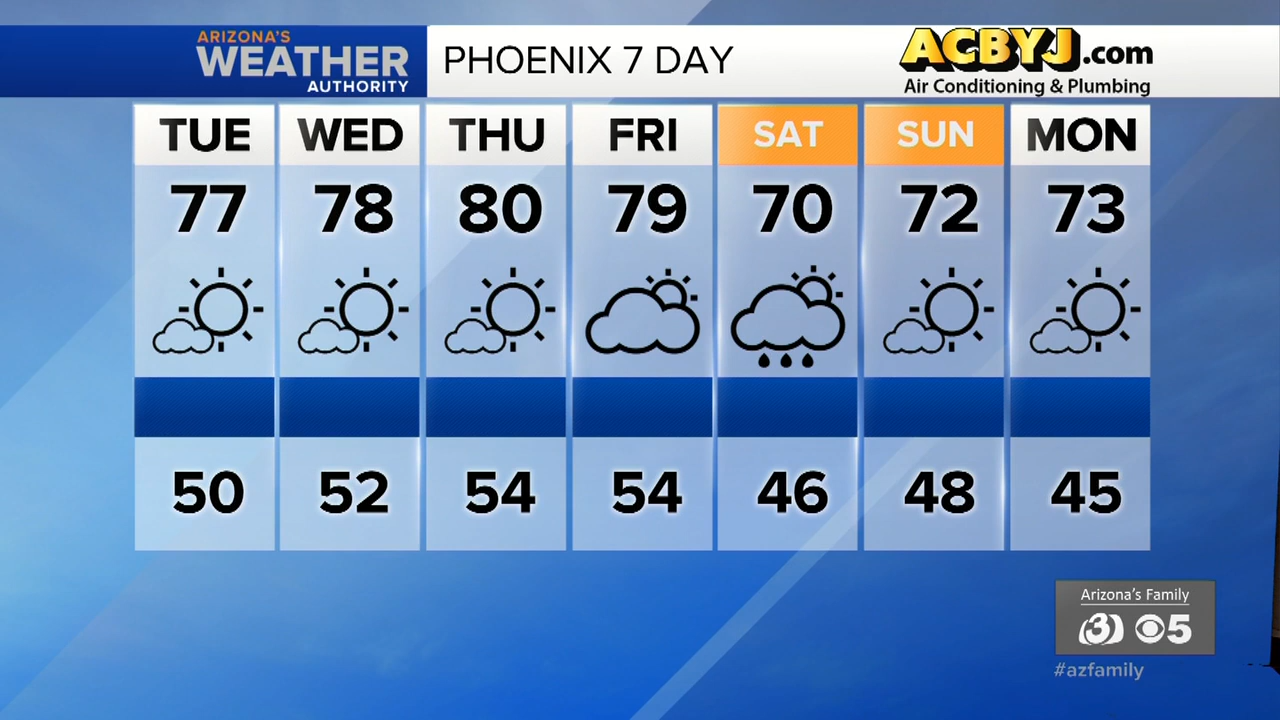 ARIZONA'S
WEATHER
AUTHORITY
PHOENIX 7 DAY
ACBYJ.com
Air Conditioning & Plumbing
TUE WED THU FRI SAT SUN MON
77 78 80 79 70 72 73
50 52 54 54 46 48 45
Arizona's Family
3 5
#azfamily